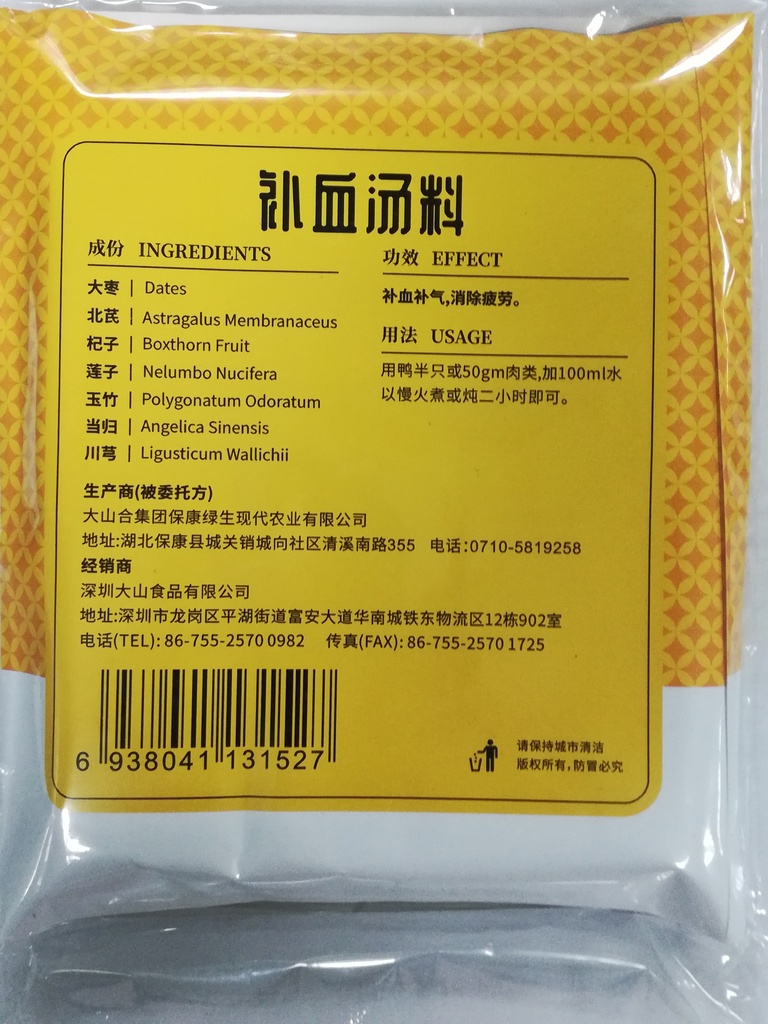 补血汤料
成份 INGREDIENTS
大枣 | Dates
北芪 | Astragalus Membranaceus
杞子 | Boxthorn Fruit
莲子 | Nelumbo Nucifera
玉竹 | Polygonatum Odoratum
当归 | Angelica Sinensis
川芎 | Ligusticum Wallichii
功效 EFFECT
补血补气,消除疲劳。
用法 USAGE
用鸭半只或50gm肉类,加100ml水
以慢火煮或炖二小时即可。
生产商(被委托方)
大山合集团保康绿生现代农业有限公司
地址:湖北保康县城关销城向社区清溪南路355 电话:0710-5819258
经销商
深圳大山食品有限公司
地址:深圳市龙岗区平湖街道富安大道华南城铁东物流区12栋902室
电话(TEL): 86-755-2570 0982 传真(FAX): 86-755-2570 1725
6 938041 131527
请保持城市清洁
版权所有,防冒必究